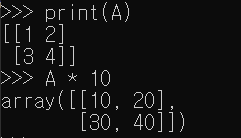 >>> print(A)
[[1 2]
 [3 4]]
>>> A * 10
array([[10, 20],
       [30, 40]])